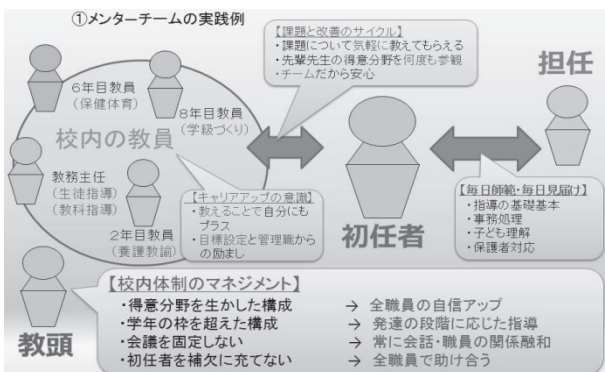 ①メンターチームの実践例
【課題と改善のサイクル】
・課題について気軽に教えてもらえる
・先輩先生の得意分野を何度も参観
・チームだから安心
担任
6年目教員
（保健体育）
8年目教員
（学級づくり）
校内の教員
教務主任
（生徒指導）
（教科指導）
2年目教員
（養護教諭）
【キャリアアップの意識】
・教えることで自分にも
プラス
・目標設定と管理職から
の励まし
初任者
【毎日師範・毎日見届け】
・指導の基礎基本
・事務処理
・子ども理解
・保護者対応
教頭
【校内体制のマネジメント】
・得意分野を生かした構成 → 全職員の自信アップ
・学年の枠を超えた構成 → 発達の段階に応じた指導
・会議を固定しない → 常に会話・職員の関係融和
・初任者を補欠に充てない → 全職員で助け合う